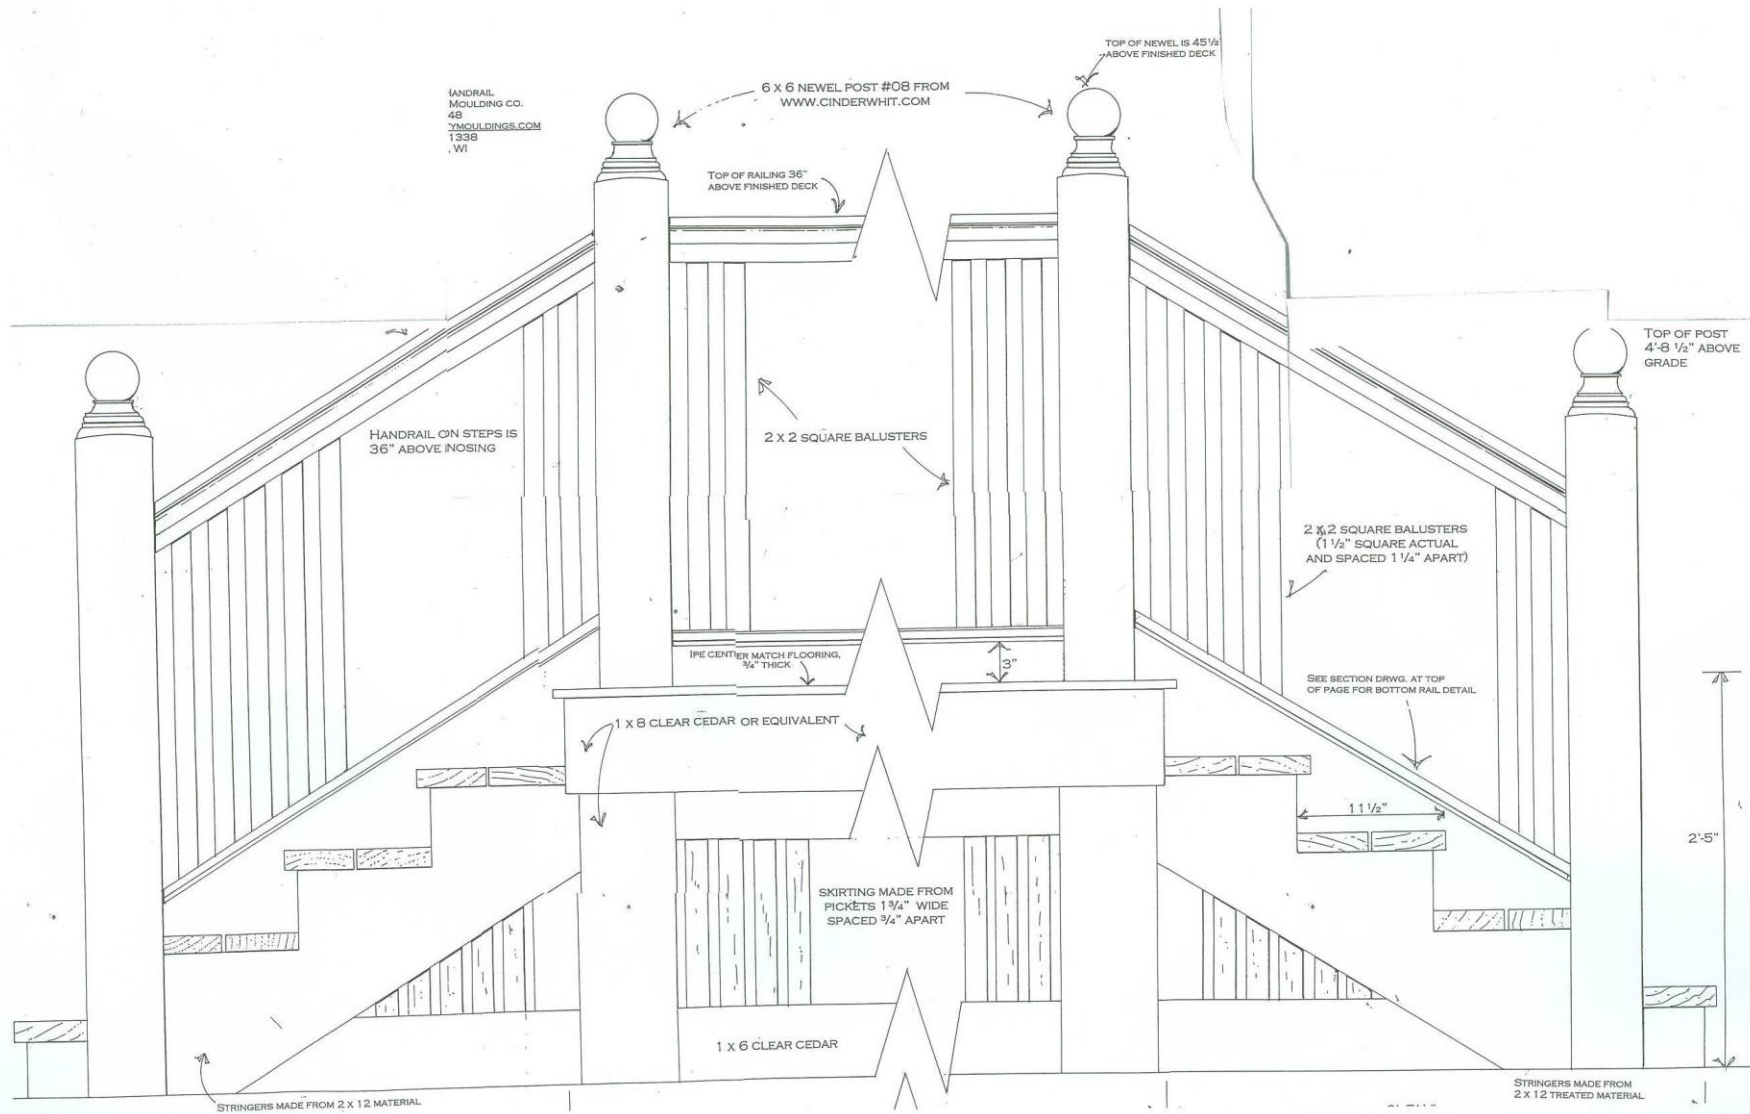 TOP OF NEWEL IS 45½
ABOVE FINISHED DECK
6 X 6 NEWEL POST #08 FROM
WWW.CINDERWHIT.COM
HANDRAIL
MOULDING CO.
48
YMOULDINGS.COM
1338
, WI
TOP OF RAILING 36"
ABOVE FINISHED DECK
TOP OF POST
4'-8 ½" ABOVE
GRADE
HANDRAIL ON STEPS IS
36" ABOVE NOSING
2 X 2 SQUARE BALUSTERS
2 X 2 SQUARE BALUSTERS
(1 ½" SQUARE ACTUAL
AND SPACED 1 ¼" APART)
IPE CENTER MATCH FLOORING,
¾" THICK
3"
SEE SECTION DRWG. AT TOP
OF PAGE FOR BOTTOM RAIL DETAIL
1 X 8 CLEAR CEDAR OR EQUIVALENT
11 ½"
2'-5"
SKIRTING MADE FROM
PICKETS 1¾" WIDE
SPACED ¾" APART
1 X 6 CLEAR CEDAR
STRINGERS MADE FROM 2 X 12 MATERIAL
STRINGERS MADE FROM
2 X 12 TREATED MATERIAL